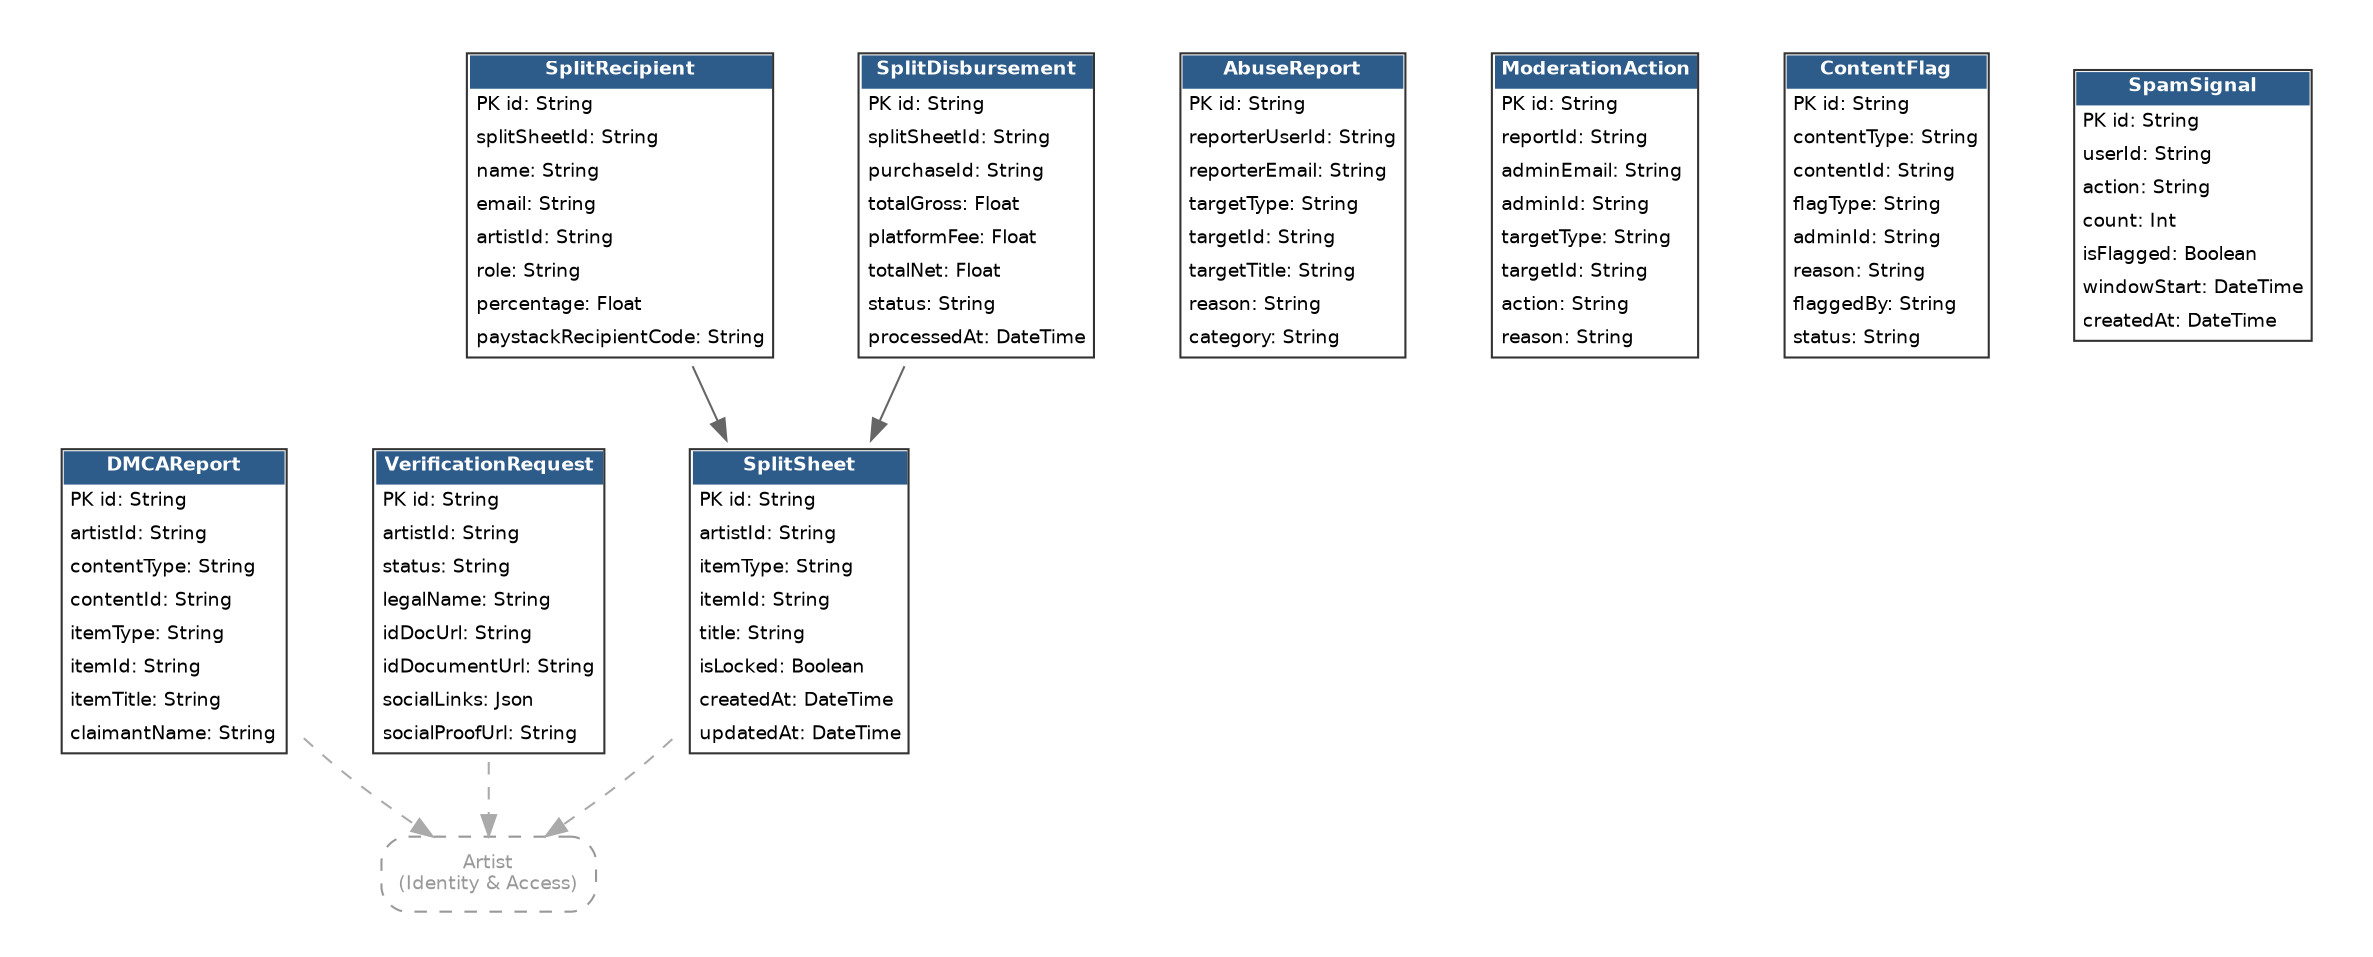 SplitRecipient
PK id: String
splitSheetId: String
name: String
email: String
artistId: String
role: String
percentage: Float
paystackRecipientCode: String
SplitDisbursement
PK id: String
splitSheetId: String
purchaseId: String
totalGross: Float
platformFee: Float
totalNet: Float
status: String
processedAt: DateTime
AbuseReport
PK id: String
reporterUserId: String
reporterEmail: String
targetType: String
targetId: String
targetTitle: String
reason: String
category: String
ModerationAction
PK id: String
reportId: String
adminEmail: String
adminId: String
targetType: String
targetId: String
action: String
reason: String
ContentFlag
PK id: String
contentType: String
contentId: String
flagType: String
adminId: String
reason: String
flaggedBy: String
status: String
SpamSignal
PK id: String
userId: String
action: String
count: Int
isFlagged: Boolean
windowStart: DateTime
createdAt: DateTime
DMCAReport
PK id: String
artistId: String
contentType: String
contentId: String
itemType: String
itemId: String
itemTitle: String
claimantName: String
VerificationRequest
PK id: String
artistId: String
status: String
legalName: String
idDocUrl: String
idDocumentUrl: String
socialLinks: Json
socialProofUrl: String
SplitSheet
PK id: String
artistId: String
itemType: String
itemId: String
title: String
isLocked: Boolean
createdAt: DateTime
updatedAt: DateTime
Artist
(Identity & Access)